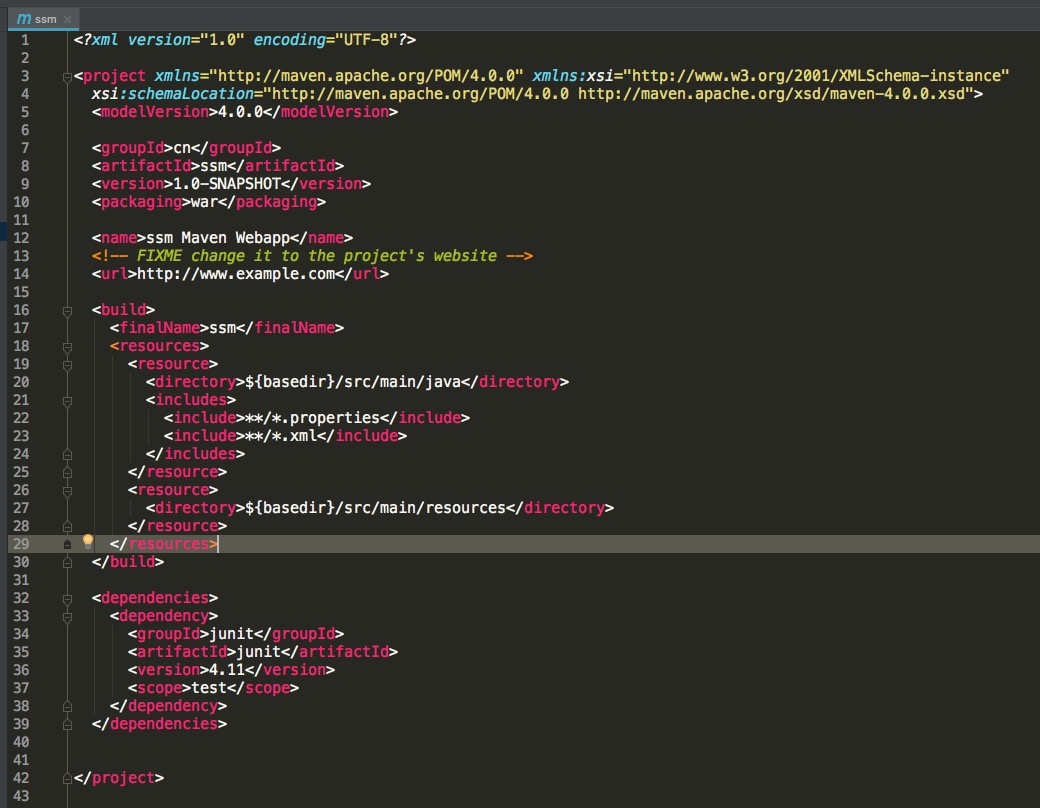 m ssm ×
1 <?xml version="1.0" encoding="UTF-8"?>
2
3 <project xmlns="http://maven.apache.org/POM/4.0.0" xmlns:xsi="http://www.w3.org/2001/XMLSchema-instance"
4   xsi:schemaLocation="http://maven.apache.org/POM/4.0.0 http://maven.apache.org/xsd/maven-4.0.0.xsd">
5   <modelVersion>4.0.0</modelVersion>
6
7   <groupId>cn</groupId>
8   <artifactId>ssm</artifactId>
9   <version>1.0-SNAPSHOT</version>
10   <packaging>war</packaging>
11
12   <name>ssm Maven Webapp</name>
13   <!-- FIXME change it to the project's website -->
14   <url>http://www.example.com</url>
15
16   <build>
17     <finalName>ssm</finalName>
18     <resources>
19       <resource>
20         <directory>${basedir}/src/main/java</directory>
21         <includes>
22           <include>**/*.properties</include>
23           <include>**/*.xml</include>
24         </includes>
25       </resource>
26       <resource>
27         <directory>${basedir}/src/main/resources</directory>
28       </resource>
29     </resources>
30   </build>
31
32   <dependencies>
33     <dependency>
34       <groupId>junit</groupId>
35       <artifactId>junit</artifactId>
36       <version>4.11</version>
37       <scope>test</scope>
38     </dependency>
39   </dependencies>
40
41
42 </project>
43